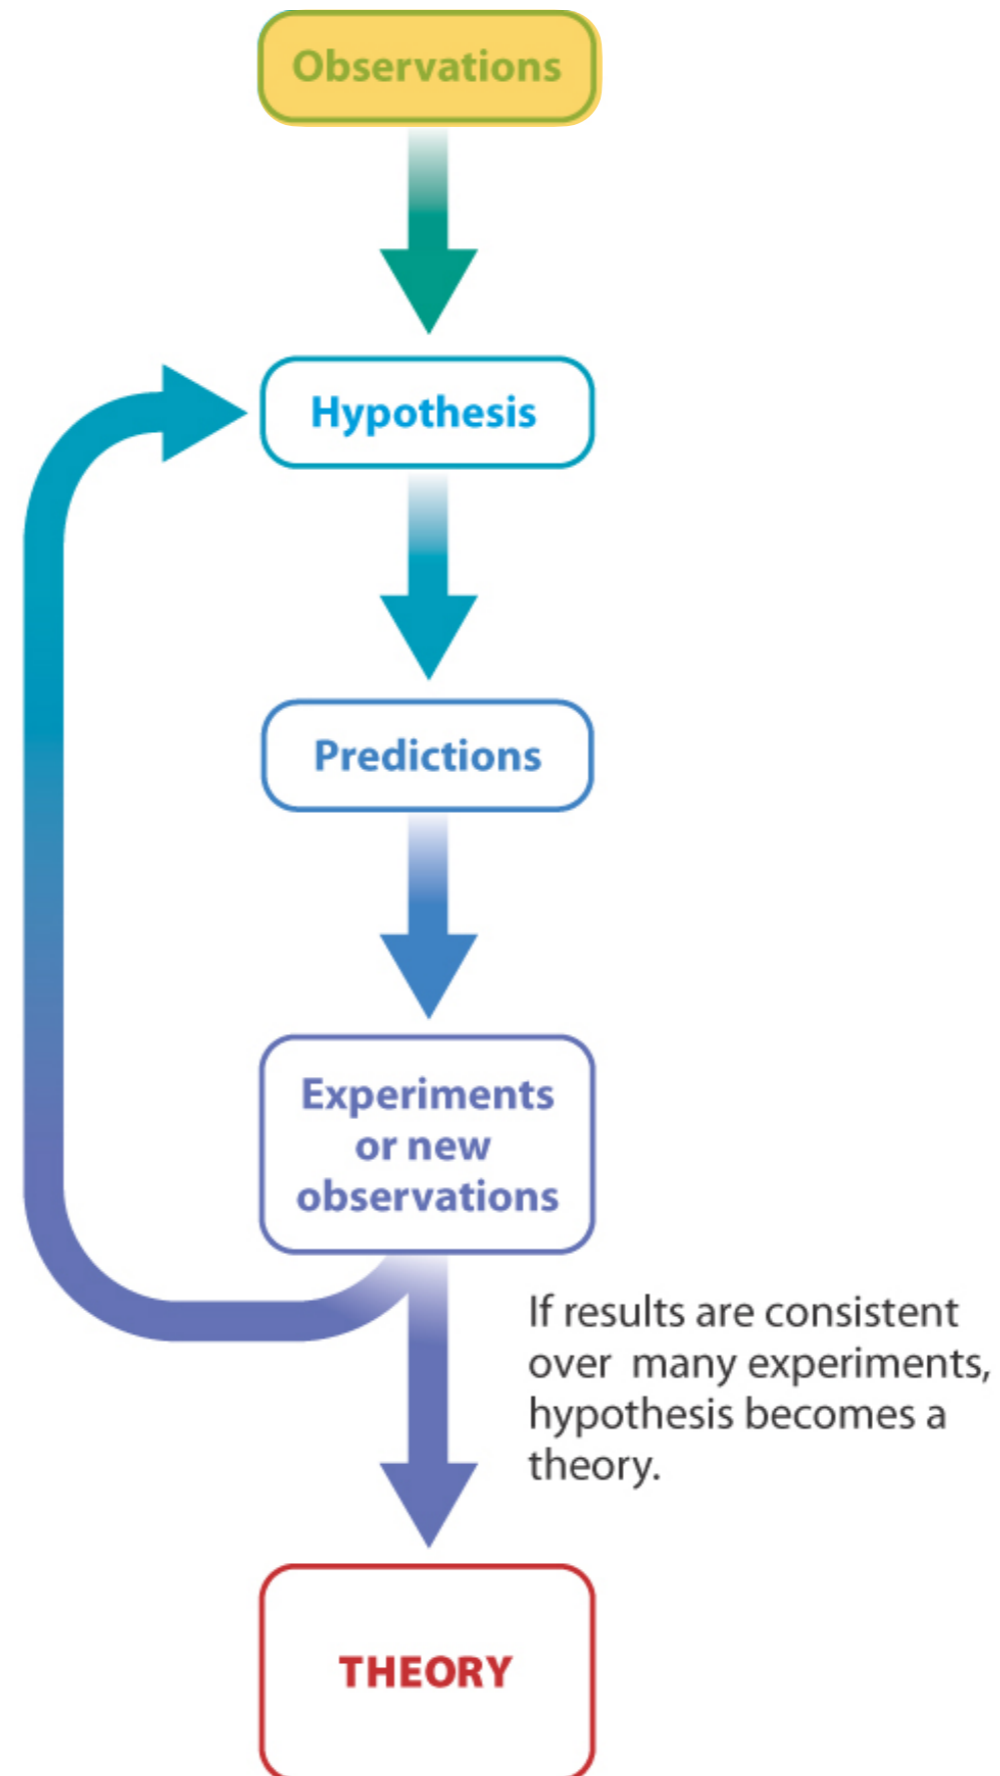 Observations
Hypothesis
Predictions
Experiments
or new
observations
If results are consistent
over many experiments,
hypothesis becomes a
theory.
THEORY